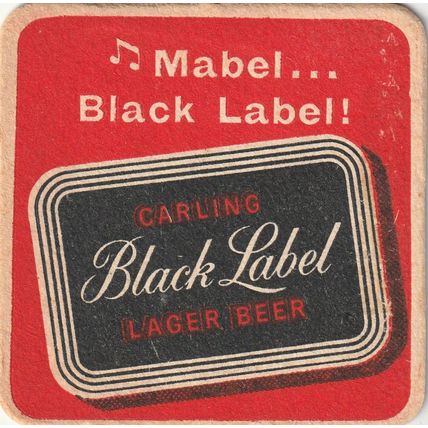 ♫ Mabel...
Black Label!
CARLING
Black Label
LAGER BEER